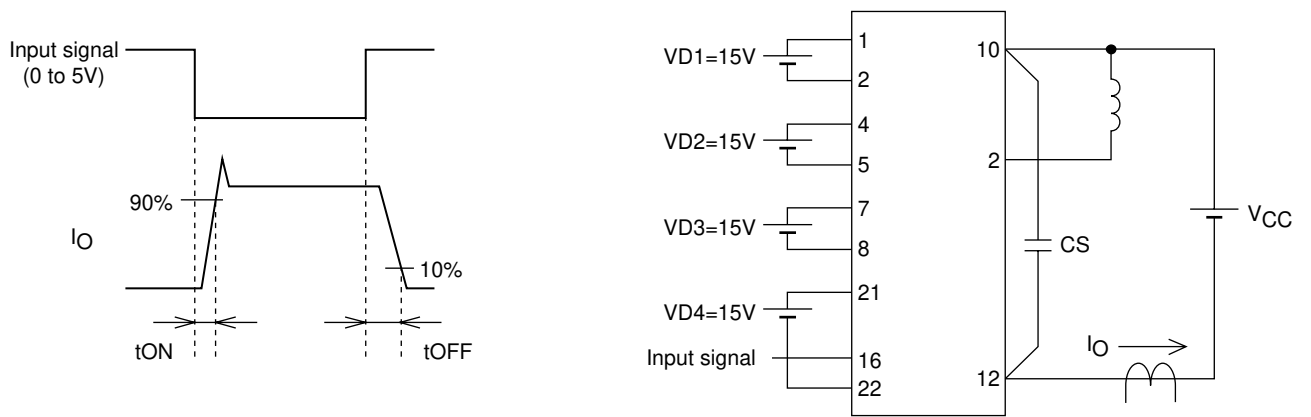 Input signal
(0 to 5V)
90%
IO
10%
tON
tOFF
VD1=15V
1
2
VD2=15V
4
5
VD3=15V
7
8
VD4=15V
21
Input signal
16
22
10
2
12
CS
VCC
IO